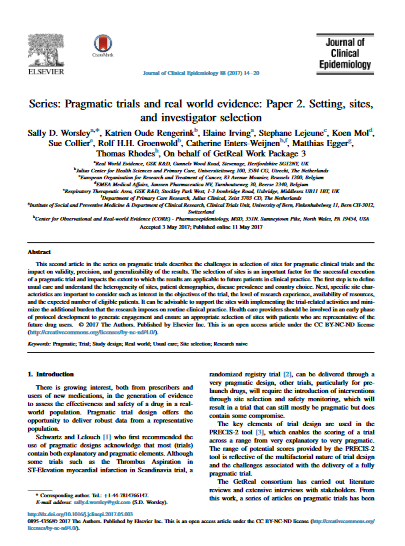 ELSEVIER
CrossMark
Journal of
Clinical
Epidemiology
Journal of Clinical Epidemiology 88 (2017) 14–20
Series: Pragmatic trials and real world evidence: Paper 2. Setting, sites,
and investigator selection
Sally D. Worsley^a,*, Katrien Oude Rengerink^b, Elaine Irving^a, Stephane Lejeune^c, Koen Mol^d,
Sue Collier^e, Rolf H.H. Groenwold^b, Catherine Enters-Weijnen^b,f, Matthias Egger^g,
Thomas Rhodes^h, On behalf of GetReal Work Package 3
^aReal World Evidence, GSK R&D, Gunnels Wood Road, Stevenage, Hertfordshire SG12NY, UK
^bJulius Center for Health Sciences and Primary Care, Universiteitsweg 100, 3584 CG, Utrecht, The Netherlands
^cEuropean Organisation for Research and Treatment of Cancer, 83 Avenue Mounier, Brussels 1200, Belgium
^dEMEA Medical Affairs, Janssen Pharmaceutica NV, Turnhoutseweg 30, Beerse 2340, Belgium
^eRespiratory Therapeutic Area, GSK R&D, Stockley Park West, 1-3 Ironbridge Road, Uxbridge, Middlesex UB11 1BT, UK
^fDepartment of Primary Care Research, Julius Clinical, Zeist 3703 CD, The Netherlands
^gInstitute of Social and Preventive Medicine & Department of Clinical Research, Clinical Trials Unit, University of Bern, Finkenhubelweg 11, Bern CH-3012,
Switzerland
^hCenter for Observational and Real-world Evidence (CORE) - Pharmacoepidemiology, MSD, 351N. Sumneytown Pike, North Wales, PA 19454, USA
Accepted 3 May 2017; Published online 11 May 2017
Abstract
This second article in the series on pragmatic trials describes the challenges in selection of sites for pragmatic clinical trials and the
impact on validity, precision, and generalizability of the results. The selection of sites is an important factor for the successful execution
of a pragmatic trial and impacts the extent to which the results are applicable to future patients in clinical practice. The first step is to define
usual care and understand the heterogeneity of sites, patient demographics, disease prevalence and country choice. Next, specific site char-
acteristics are important to consider such as interest in the objectives of the trial, the level of research experience, availability of resources,
and the expected number of eligible patients. It can be advisable to support the sites with implementing the trial-related activities and mini-
mize the additional burden that the research imposes on routine clinical practice. Health care providers should be involved in an early phase
of protocol development to generate engagement and ensure an appropriate selection of sites with patients who are representative of the
future drug users. © 2017 The Authors. Published by Elsevier Inc. This is an open access article under the CC BY-NC-ND license
(http://creativecommons.org/licenses/by-nc-nd/4.0/).
Keywords: Pragmatic; Trial; Study design; Real world; Usual care; Site selection; Research naive
1. Introduction
There is growing interest, both from prescribers and
users of new medications, in the generation of evidence
to assess the effectiveness and safety of a drug in a real-
world population. Pragmatic trial design offers the
opportunity to deliver robust data from a representative
population.
Schwartz and Lellouch [1] who first recommended the
use of pragmatic designs acknowledge that most (trials)
contain both explanatory and pragmatic elements. Although
some trials such as the Thrombus Aspiration in
ST-Elevation myocardial infarction in Scandinavia trial, a
* Corresponding author. Tel.: +1-44-7814766147.
E-mail address: sally.d.worsley@gsk.com (S.D. Worsley).
randomized registry trial [2], can be delivered through a
very pragmatic design, other trials, particularly for pre-
launch drugs, will require the introduction of interventions
through site selection and safety monitoring, which will
result in a trial that can still mostly be pragmatic but does
contain some compromise.
The key elements of trial design are used in the
PRECIS-2 tool [3], which enables the scoring of a trial
across a range from very explanatory to very pragmatic.
The range of potential scores provided by the PRECIS-2
tool is reflective of the multifactorial nature of trial design
and the challenges associated with the delivery of a fully
pragmatic trial.
The GetReal consortium has carried out literature
reviews and extensive interviews with stakeholders. From
this work, a series of articles on pragmatic trials has been
http://dx.doi.org/10.1016/j.jclinepi.2017.05.003
0895-4356/© 2017 The Authors. Published by Elsevier Inc. This is an open access article under the CC BY-NC-ND license (http://creativecommons.org/licenses/
by-nc-nd/4.0/).